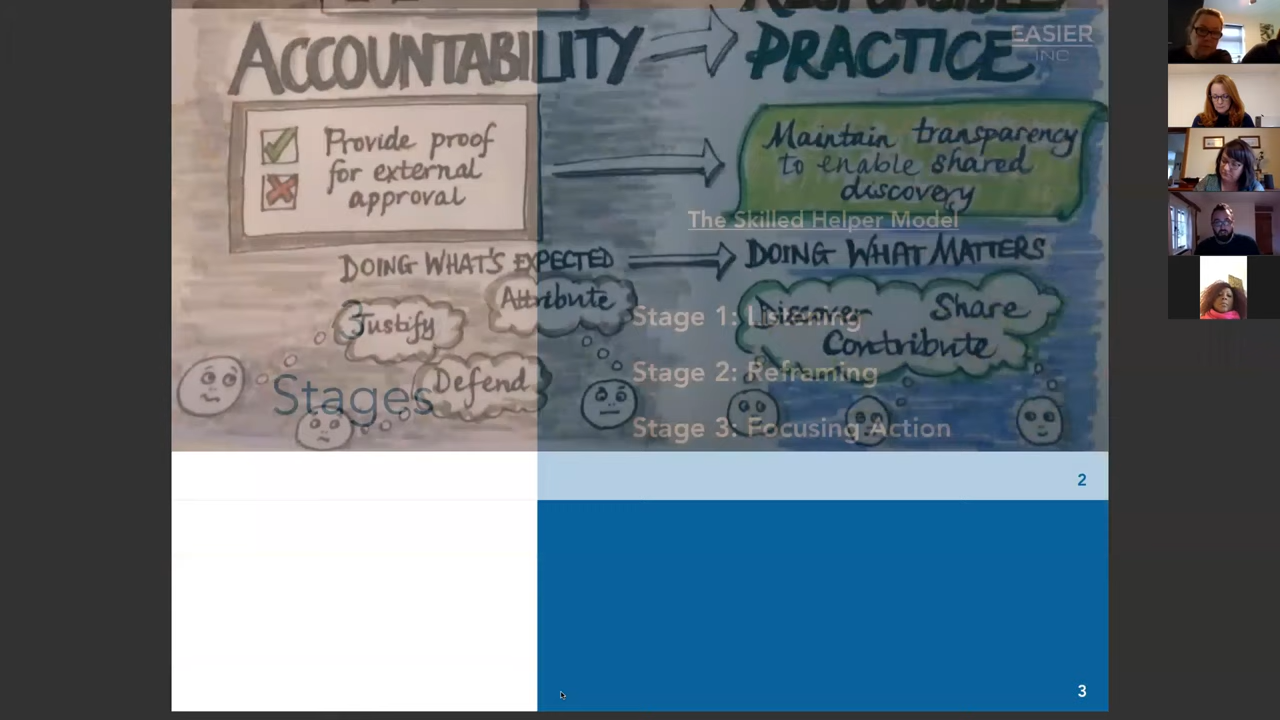 RESPONSIBLE
ACCOUNTABILITY
PRACTICE
EASIER
INC
Provide proof
for external
approval
Maintain transparency
to enable shared
discovery
The Skilled Helper Model
DOING WHAT'S EXPECTED
DOING WHAT MATTERS
Justify
Attribute
Defend
Discover
Share
Contribute
Stages
Stage 1: Listening
Stage 2: Reframing
Stage 3: Focusing Action
2
3